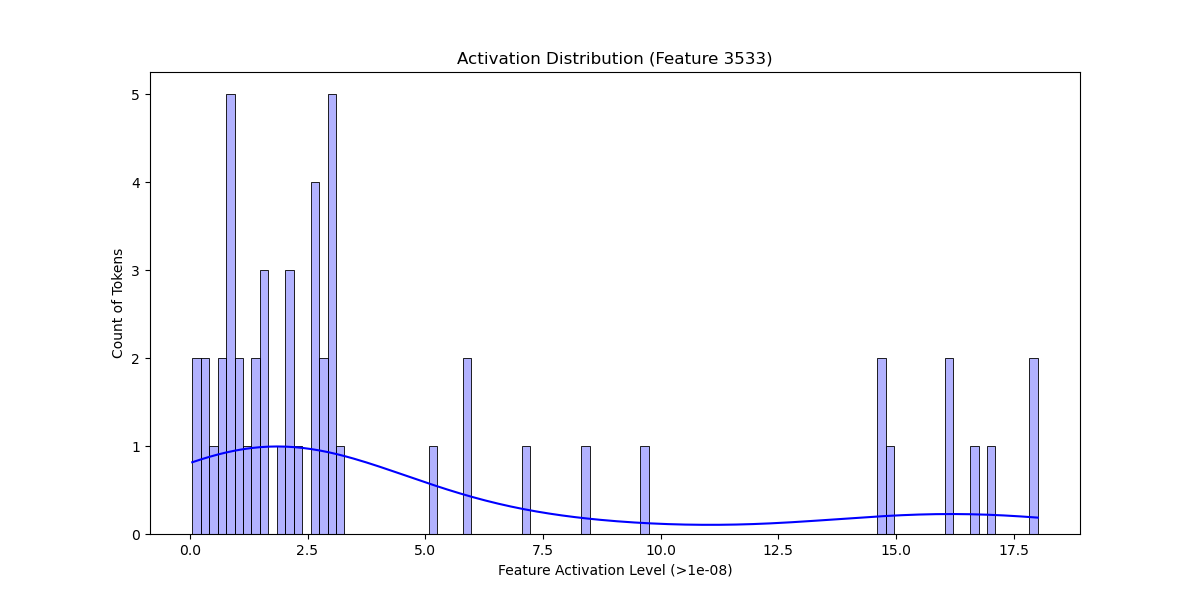 Activation Distribution (Feature 3533)
5
4
3
2
1
0
Count of Tokens
0.0 2.5 5.0 7.5 10.0 12.5 15.0 17.5
Feature Activation Level (>1e-08)